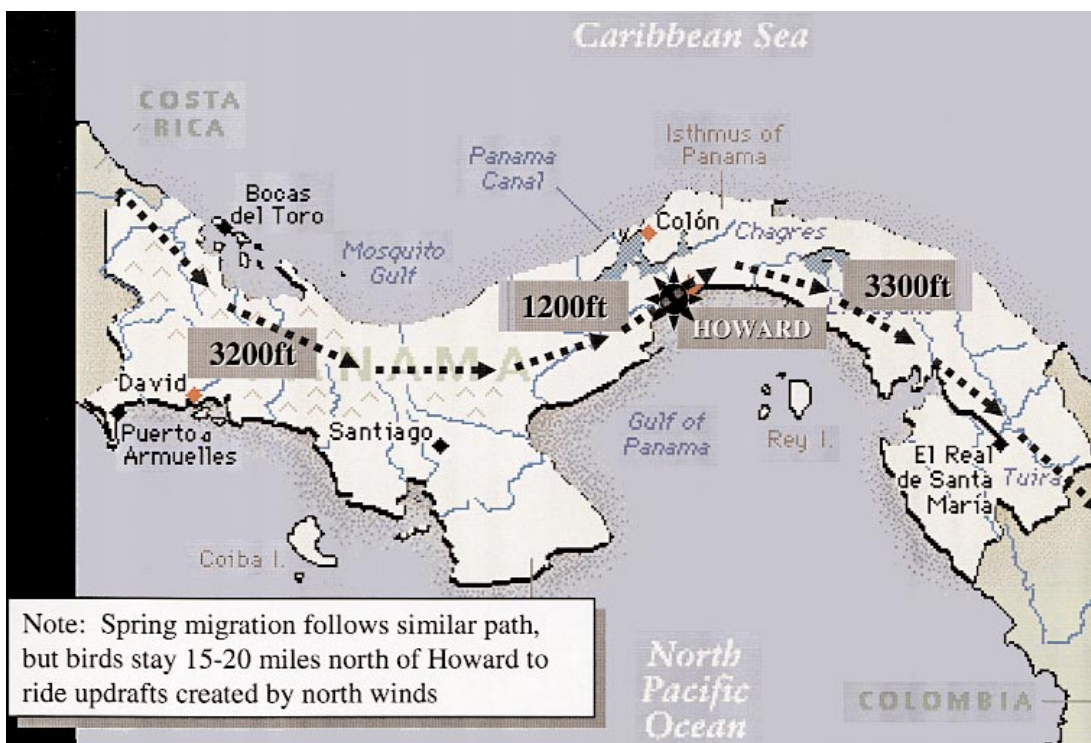 Caribbean Sea
COSTA
RICA
Isthmus of
Panama
Panama
Canal
Bocas
del Toro
Colón
Chagres
Mosquito
Gulf
3300ft
1200ft
HOWARD
3200ft
PANAMA
David
Puerto
Armuelles
Santiago
Gulf of
Panama
Rey I.
El Real
de Santa
María
Tuira
Coiba I.
Note: Spring migration follows similar path,
but birds stay 15-20 miles north of Howard to
ride updrafts created by north winds
North
Pacific
Ocean
COLOMBIA